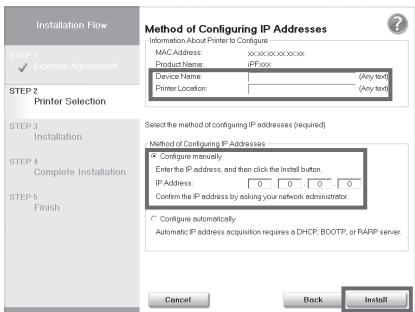 Installation Flow
STEP 1
License Agreement
STEP 2
Printer Selection
STEP 3
Installation
STEP 4
Complete Installation
STEP 5
Finish
Method of Configuring IP Addresses
?
Information About Printer to Configure
MAC Address: xx:xx:xx:xx:xx:xx
Product Name: iPFxxx
Device Name: (Any text)
Printer Location: (Any text)
Select the method of configuring IP addresses (required)
Method of Configuring IP Addresses
Configure manually
Enter the IP address, and then click the Install button.
IP Address: 0 . 0 . 0 . 0
Confirm the IP address by asking your network administrator.
Configure automatically
Automatic IP address acquisition requires a DHCP, BOOTP, or RARP server.
Cancel Back Install